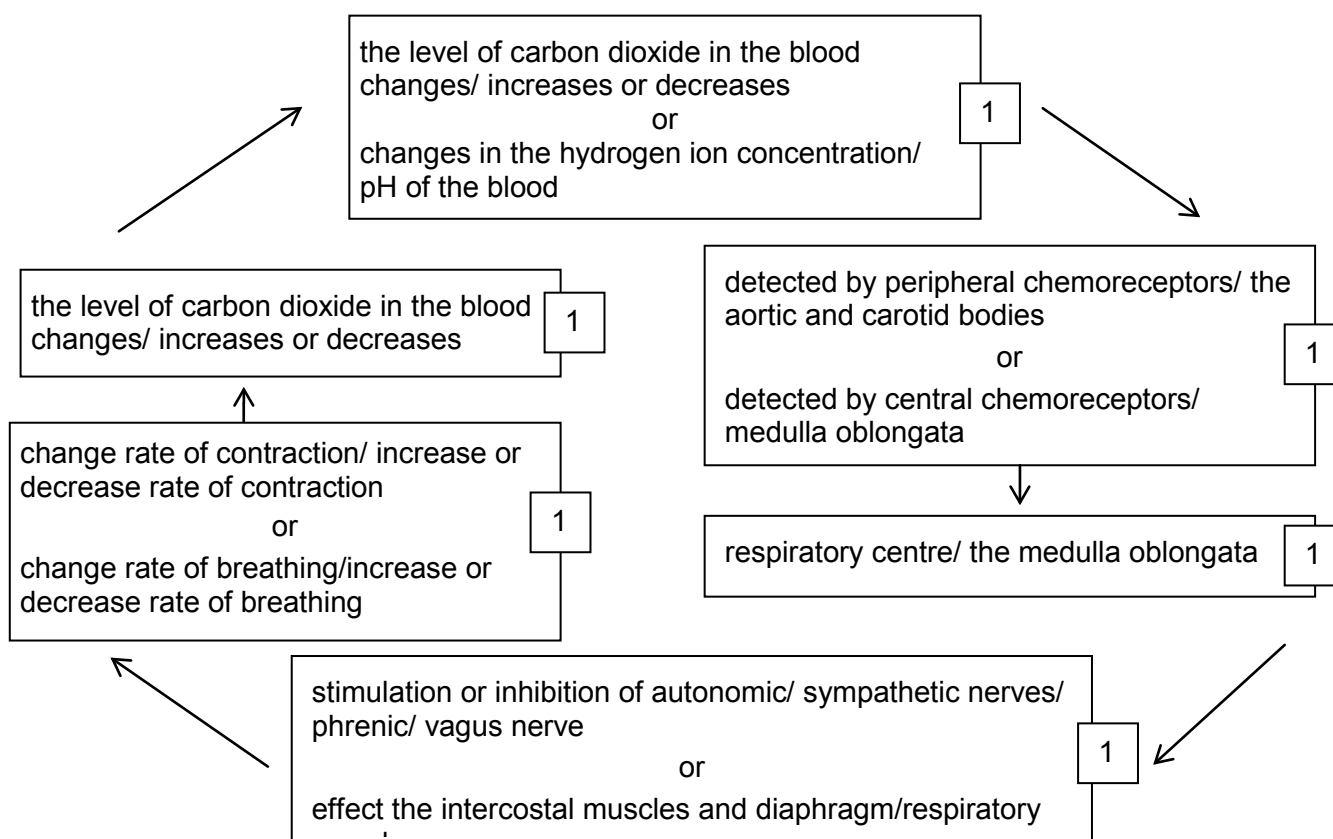 the level of carbon dioxide in the blood
changes/ increases or decreases
or
changes in the hydrogen ion concentration/
pH of the blood
1
detected by peripheral chemoreceptors/ the
aortic and carotid bodies
or
detected by central chemoreceptors/
medulla oblongata
1
respiratory centre/ the medulla oblongata
1
stimulation or inhibition of autonomic/ sympathetic nerves/
phrenic/ vagus nerve
or
effect the intercostal muscles and diaphragm/respiratory
1
change rate of contraction/ increase or
decrease rate of contraction
or
change rate of breathing/increase or
decrease rate of breathing
1
the level of carbon dioxide in the blood
changes/ increases or decreases
1